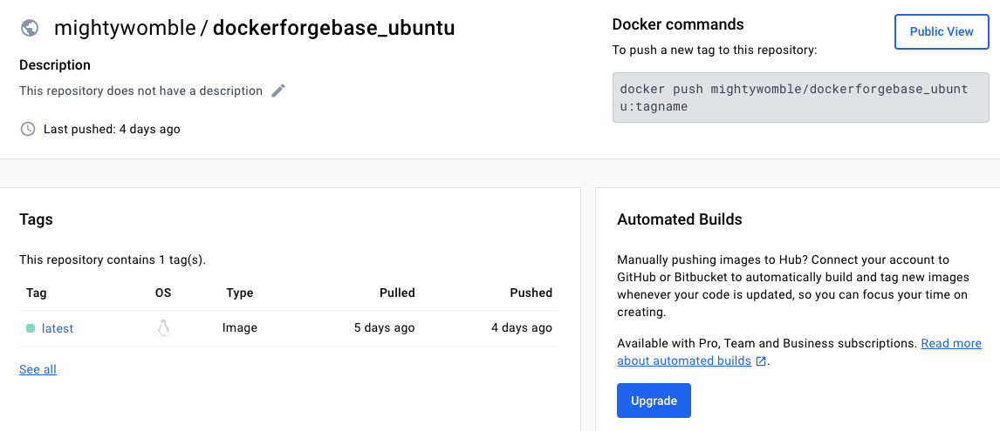 mightywomble / dockerforgebase_ubuntu
Description
This repository does not have a description
Last pushed: 4 days ago
Docker commands
To push a new tag to this repository:
Public View
docker push mightywomble/dockerforgebase_ubunt
u:tagname
Tags
This repository contains 1 tag(s).
Tag OS Type Pulled Pushed
latest Image 5 days ago 4 days ago
See all
Automated Builds
Manually pushing images to Hub? Connect your account to
GitHub or Bitbucket to automatically build and tag new images
whenever your code is updated, so you can focus your time on
creating.
Available with Pro, Team and Business subscriptions. Read more
about automated builds.
Upgrade